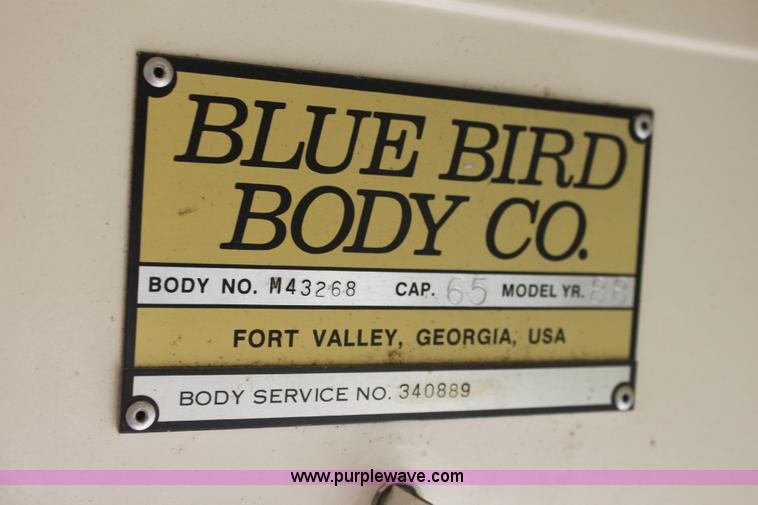 BLUE BIRD
BODY CO.
BODY NO. M43268 CAP. 65 MODEL YR.
FORT VALLEY, GEORGIA, USA
BODY SERVICE NO. 340889
www.purplewave.com